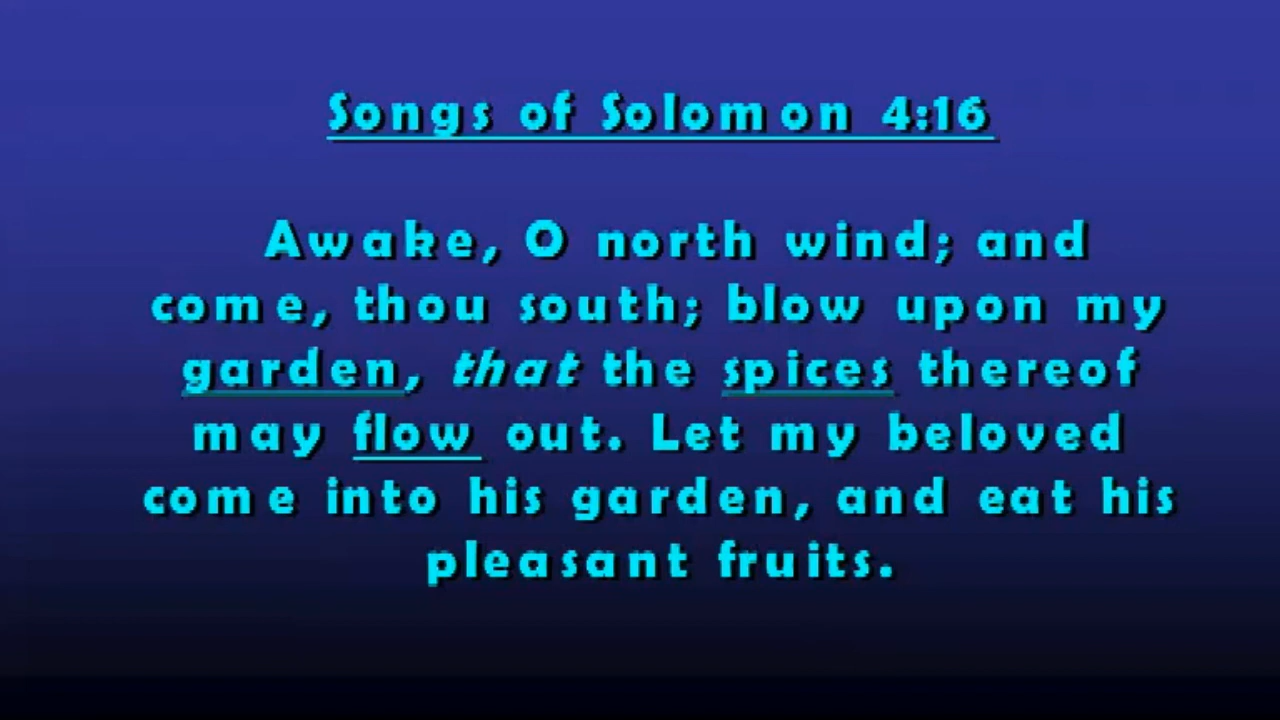 Songs of Solomon 4:16
Awake, O north wind; and
come, thou south; blow upon my
garden, that the spices thereof
may flow out. Let my beloved
come into his garden, and eat his
pleasant fruits.